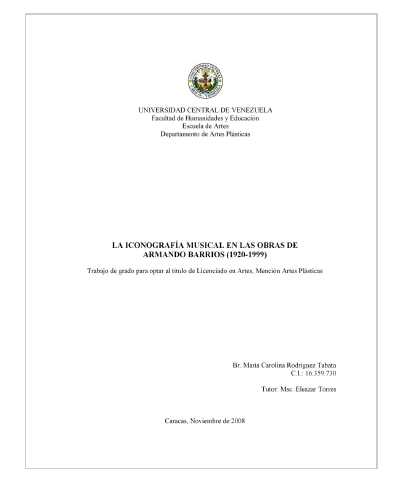 UNIVERSIDAD CENTRAL DE VENEZUELA
Facultad de Humanidades y Educación
Escuela de Artes
Departamento de Artes Plásticas
LA ICONOGRAFÍA MUSICAL EN LAS OBRAS DE
ARMANDO BARRIOS (1920-1999)
Trabajo de grado para optar al título de Licenciado en Artes, Mención Artes Plásticas
Br. María Carolina Rodríguez Tabata
C.I.: 16.359.730
Tutor: Msc. Eleazar Torres
Caracas, Noviembre de 2008